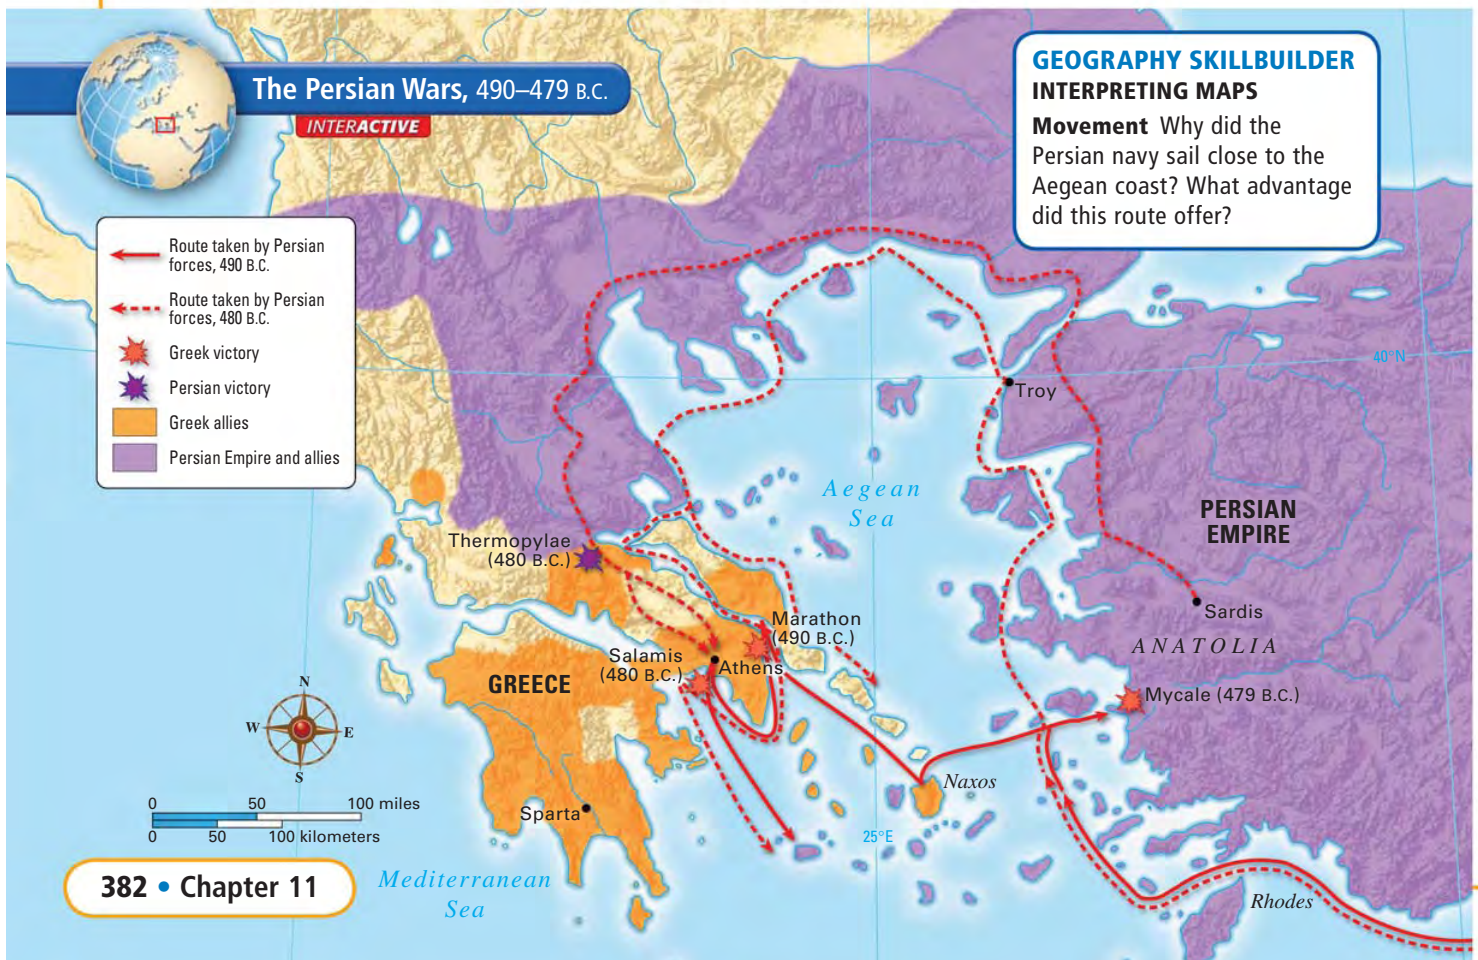 The Persian Wars, 490–479 B.C.
INTERACTIVE
GEOGRAPHY SKILLBUILDER
INTERPRETING MAPS
Movement Why did the
Persian navy sail close to the
Aegean coast? What advantage
did this route offer?
Route taken by Persian
forces, 490 B.C.
Route taken by Persian
forces, 480 B.C.
Greek victory
Persian victory
Greek allies
Persian Empire and allies
40°N
Troy
Aegean
Sea
PERSIAN
EMPIRE
Thermopylae
(480 B.C.)
Sardis
ANATOLIA
Marathon
(490 B.C.)
Salamis
(480 B.C.)
Athens
GREECE
Mycale (479 B.C.)
N
W
E
S
Naxos
Sparta
0 50 100 miles
0 50 100 kilometers
25°E
382 • Chapter 11
Mediterranean
Sea
Rhodes